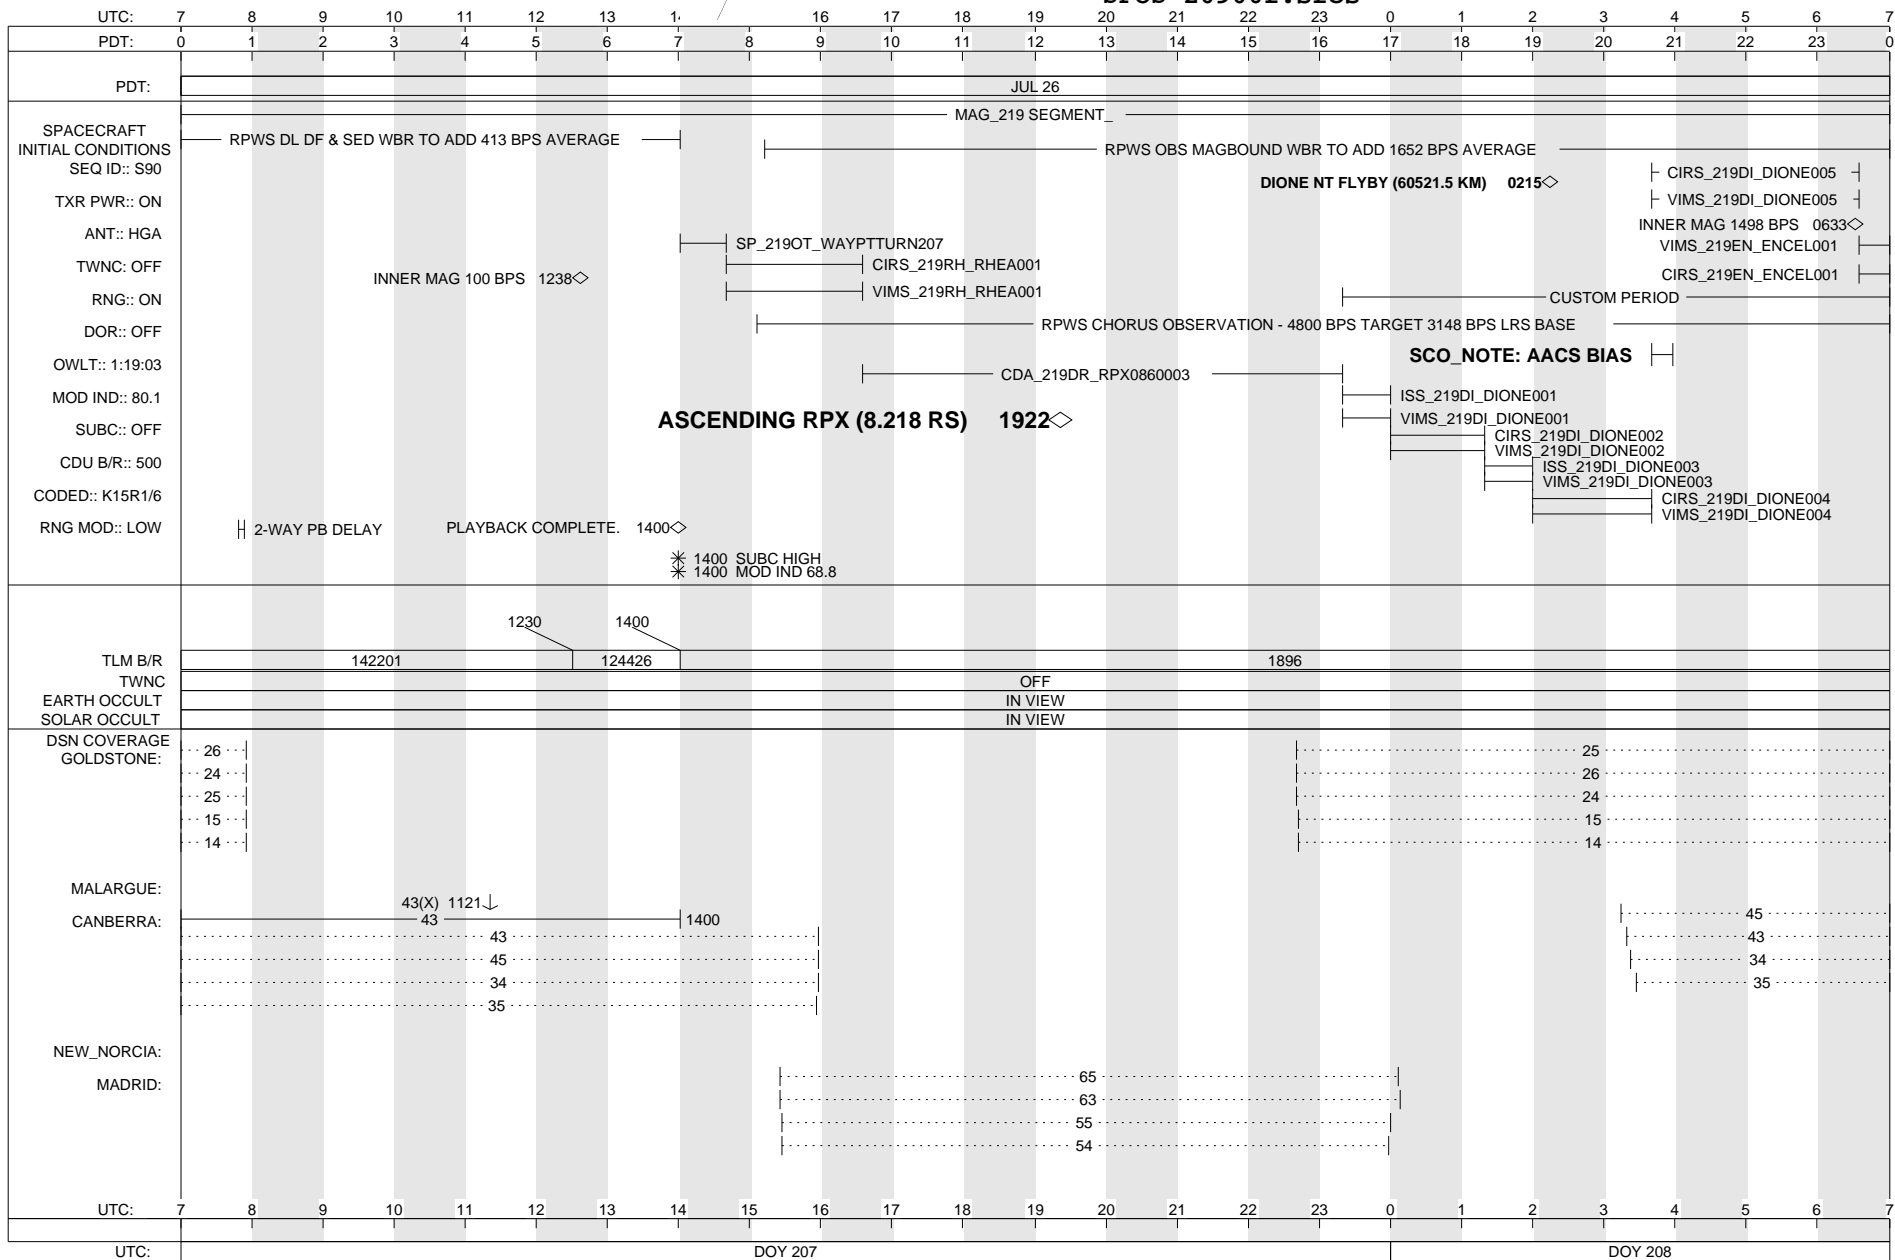 UTC: 7 8 9 10 11 12 13 16 17 18 19 20 21 22 23 0 1 2 3 4 5 6 7
PDT: 0 1 2 3 4 5 6 7 8 9 10 11 12 13 14 15 16 17 18 19 20 21 22 23 0
PDT: JUL 26
MAG_219 SEGMENT_
SPACECRAFT
INITIAL CONDITIONS
RPWS DL DF & SED WBR TO ADD 413 BPS AVERAGE
RPWS OBS MAGBOUND WBR TO ADD 1652 BPS AVERAGE
SEQ ID:: S90
CIRS_219DI_DIONE005
DIONE NT FLYBY (60521.5 KM) 0215
TXR PWR:: ON
VIMS_219DI_DIONE005
INNER MAG 1498 BPS 0633
ANT:: HGA
SP_219OT_WAYPTTURN207
VIMS_219EN_ENCEL001
TWNC: OFF
CIRS_219RH_RHEA001
INNER MAG 100 BPS 1238
CIRS_219EN_ENCEL001
RNG:: ON
VIMS_219RH_RHEA001
CUSTOM PERIOD
DOR:: OFF
RPWS CHORUS OBSERVATION - 4800 BPS TARGET 3148 BPS LRS BASE
SCO_NOTE: AACS BIAS
OWLT:: 1:19:03
CDA_219DR_RPX0860003
MOD IND:: 80.1
ISS_219DI_DIONE001
ASCENDING RPX (8.218 RS) 1922
VIMS_219DI_DIONE001
SUBC:: OFF
CIRS_219DI_DIONE002
VIMS_219DI_DIONE002
CDU B/R:: 500
ISS_219DI_DIONE003
VIMS_219DI_DIONE003
CODED:: K15R1/6
CIRS_219DI_DIONE004
VIMS_219DI_DIONE004
RNG MOD:: LOW
2-WAY PB DELAY
PLAYBACK COMPLETE. 1400
1400 SUBC HIGH
1400 MOD IND 68.8
1230 1400
TLM B/R 142201 124426 1896
TWNC OFF
EARTH OCCULT IN VIEW
SOLAR OCCULT IN VIEW
DSN COVERAGE
GOLDSTONE:
26 25
24 26
25 24
15 15
14 14
MALARGUE:
43(X) 1121
CANBERRA: 43 1400 45
43 43
45 34
34 35
35
NEW_NORCIA:
MADRID:
65
63
55
54
UTC: 7 8 9 10 11 12 13 14 15 16 17 18 19 20 21 22 23 0 1 2 3 4 5 6 7
UTC: DOY 207 DOY 208